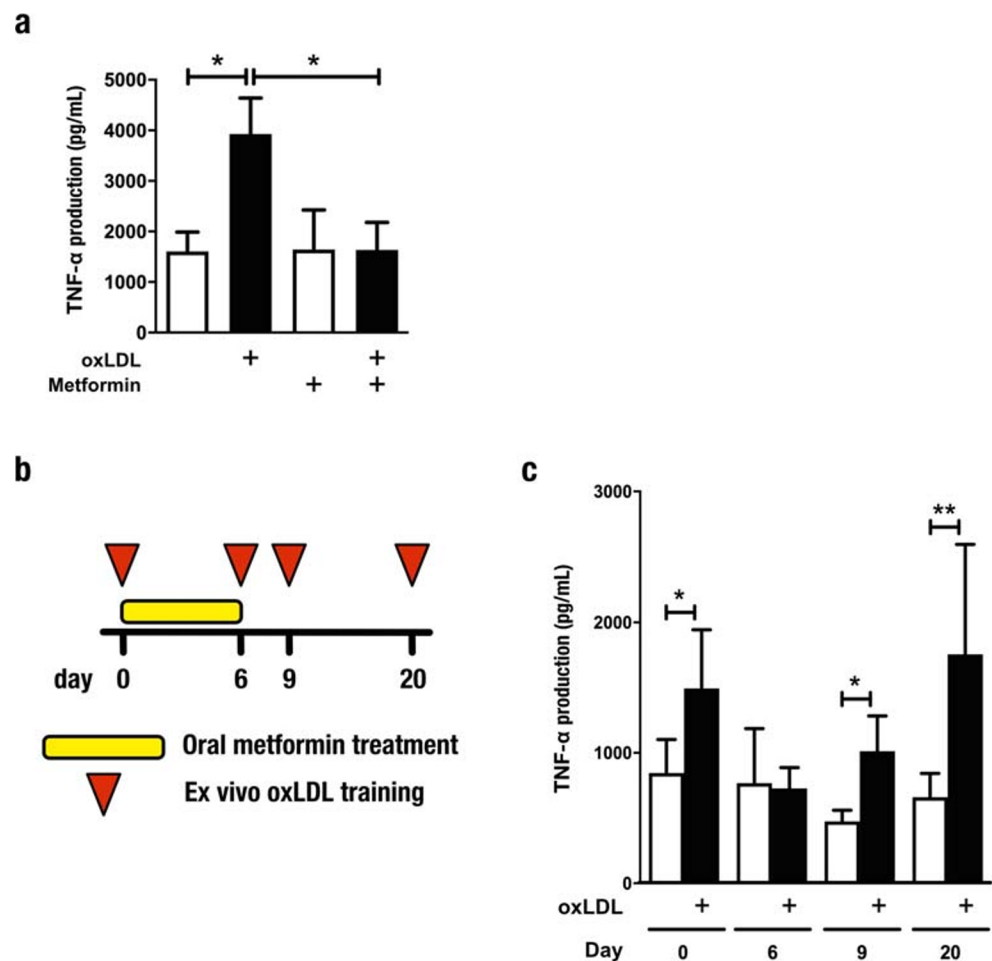 a
* *
TNF-α production (pg/mL)
5000
4000
3000
2000
1000
0
oxLDL + +
Metformin + +
b
day 0 6 9 20
Oral metformin treatment
Ex vivo oxLDL training
c
TNF-α production (pg/mL)
3000
2000
1000
0
* * **
oxLDL + + + +
Day 0 6 9 20